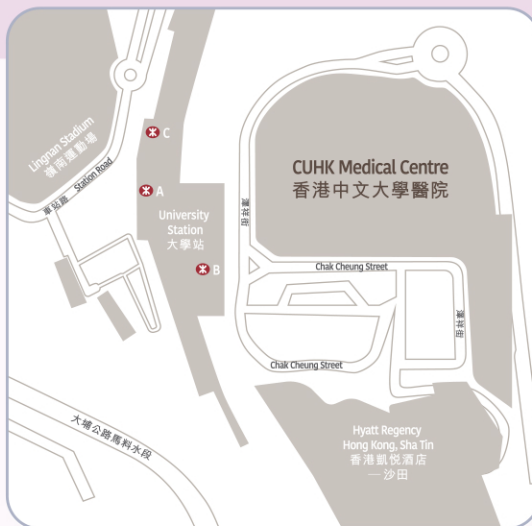 Lingnan Stadium
嶺南運動場
車站路 Station Road
C
A
University
Station
大學站
B
CUHK Medical Centre
香港中文大學醫院
澤祥街
Chak Cheung Street
澤祥街
Chak Cheung Street
大埔公路馬料水段
Hyatt Regency
Hong Kong, Sha Tin
香港凱悦酒店
— 沙田